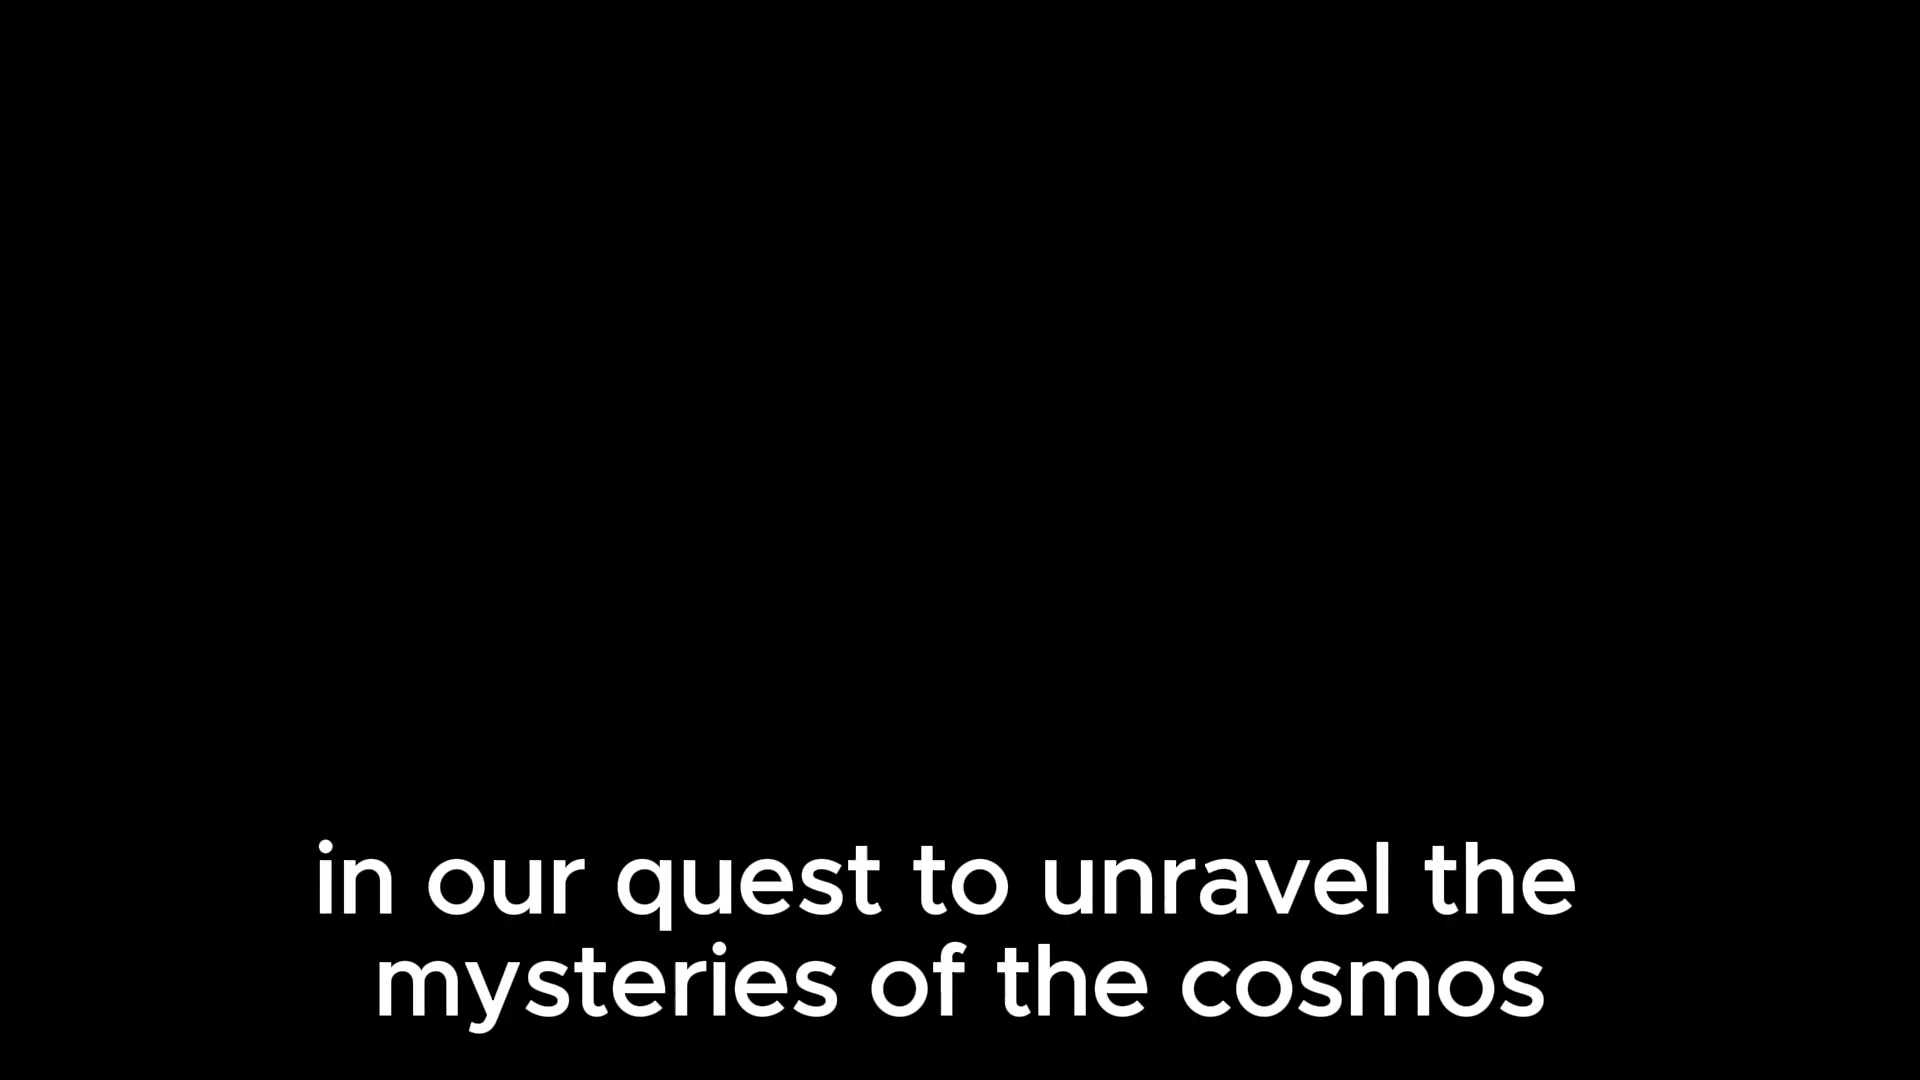 in our quest to unravel the
mysteries of the cosmos